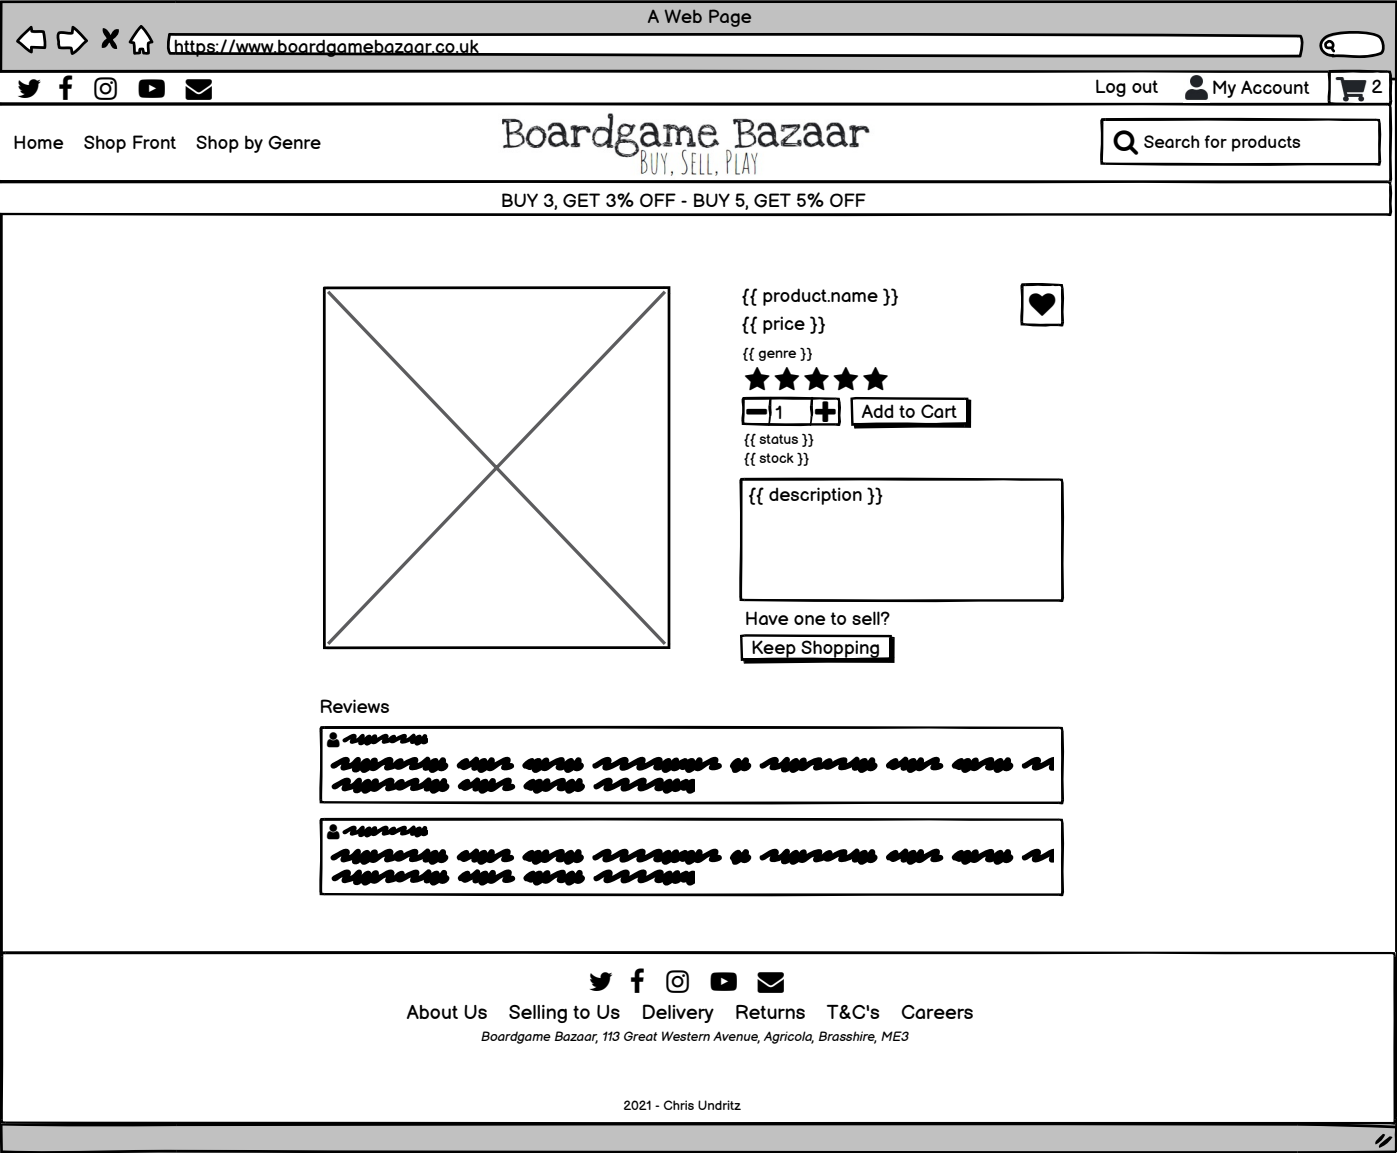 A Web Page
https://www.boardgamebazaar.co.uk
Log out My Account 2
Home Shop Front Shop by Genre
Boardgame Bazaar
Buy, Sell, Play
Search for products
BUY 3, GET 3% OFF - BUY 5, GET 5% OFF
{{ product.name }}
{{ price }}
{{ genre }}
1 Add to Cart
{{ status }}
{{ stock }}
{{ description }}
Have one to sell?
Keep Shopping
Reviews
About Us Selling to Us Delivery Returns T&C's Careers
Boardgame Bazaar, 113 Great Western Avenue, Agricola, Brasshire, ME3
2021 - Chris Undritz